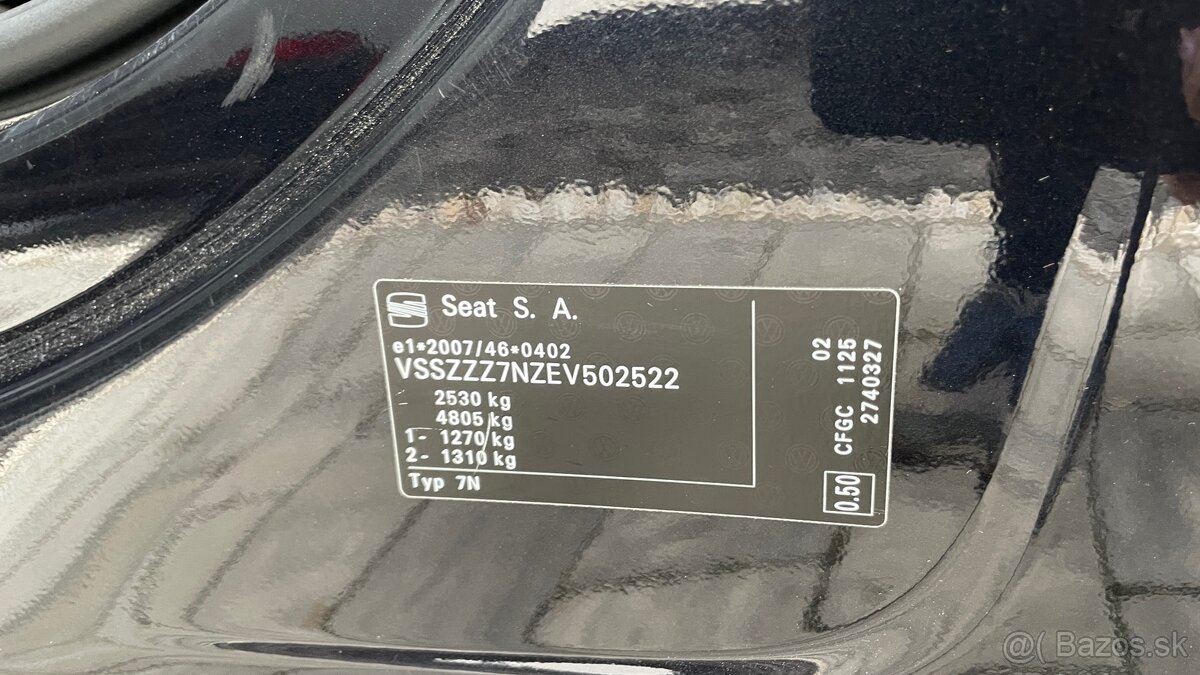 Seat S. A.
e1*2007/46*0402
VSSZZZ7NZEV502522
2530 kg
4805 kg
1- 1270 kg
2- 1310 kg
Typ 7N
02
CFGC 1125
2740327
0.50
@( Bazos.sk